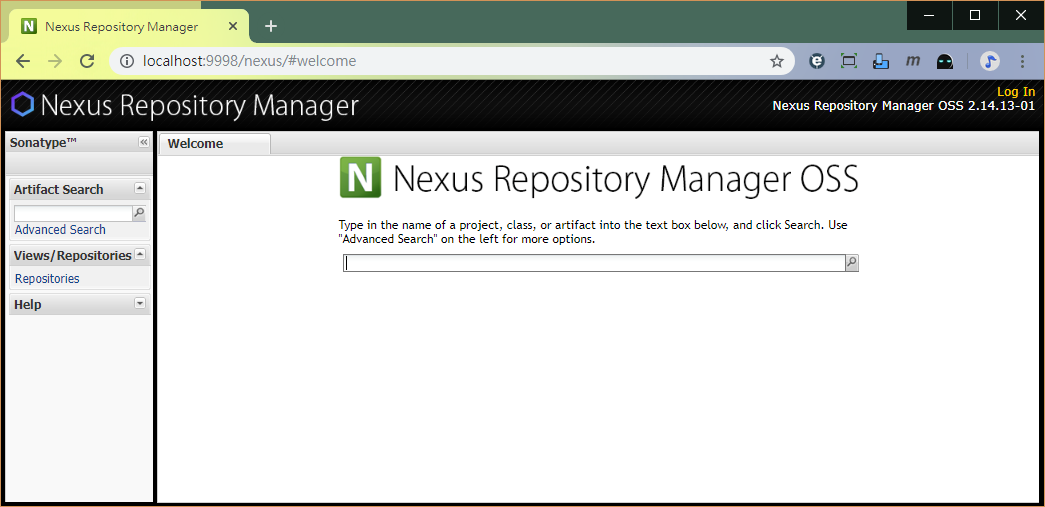 Nexus Repository Manager
localhost:9998/nexus/#welcome
Nexus Repository Manager
Log In
Nexus Repository Manager OSS 2.14.13-01
Sonatype™
Welcome
Artifact Search
Advanced Search
Views/Repositories
Repositories
Help
N Nexus Repository Manager OSS
Type in the name of a project, class, or artifact into the text box below, and click Search. Use
"Advanced Search" on the left for more options.